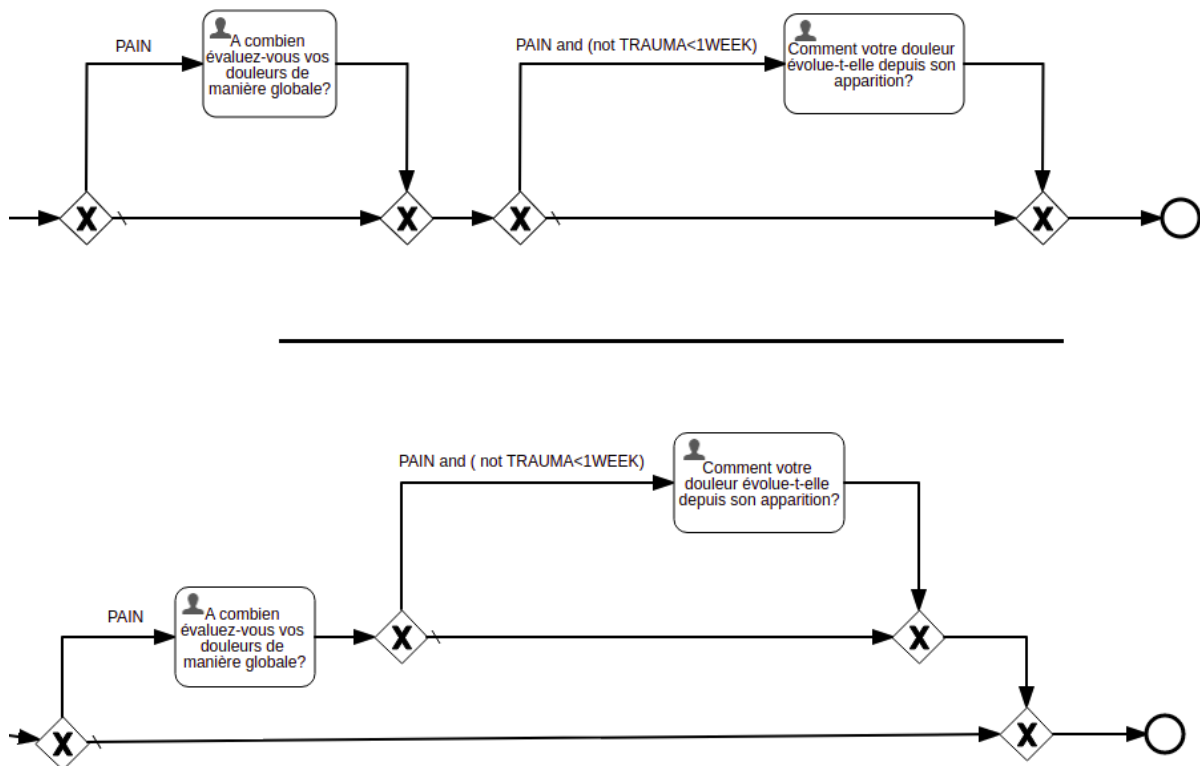 PAIN
A combien
évaluez-vous vos
douleurs de
manière globale?
PAIN and (not TRAUMA<1WEEK)
Comment votre douleur
évolue-t-elle depuis son
apparition?
X
X
X
X
PAIN and ( not TRAUMA<1WEEK)
Comment votre
douleur évolue-t-elle
depuis son apparition?
PAIN
A combien
évaluez-vous vos
douleurs de
manière globale?
X
X
X
X